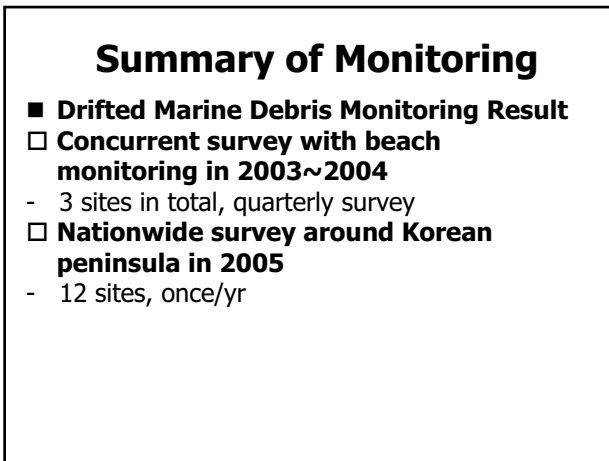 Summary of Monitoring
■ Drifted Marine Debris Monitoring Result
□ Concurrent survey with beach
monitoring in 2003~2004
- 3 sites in total, quarterly survey
□ Nationwide survey around Korean
peninsula in 2005
- 12 sites, once/yr